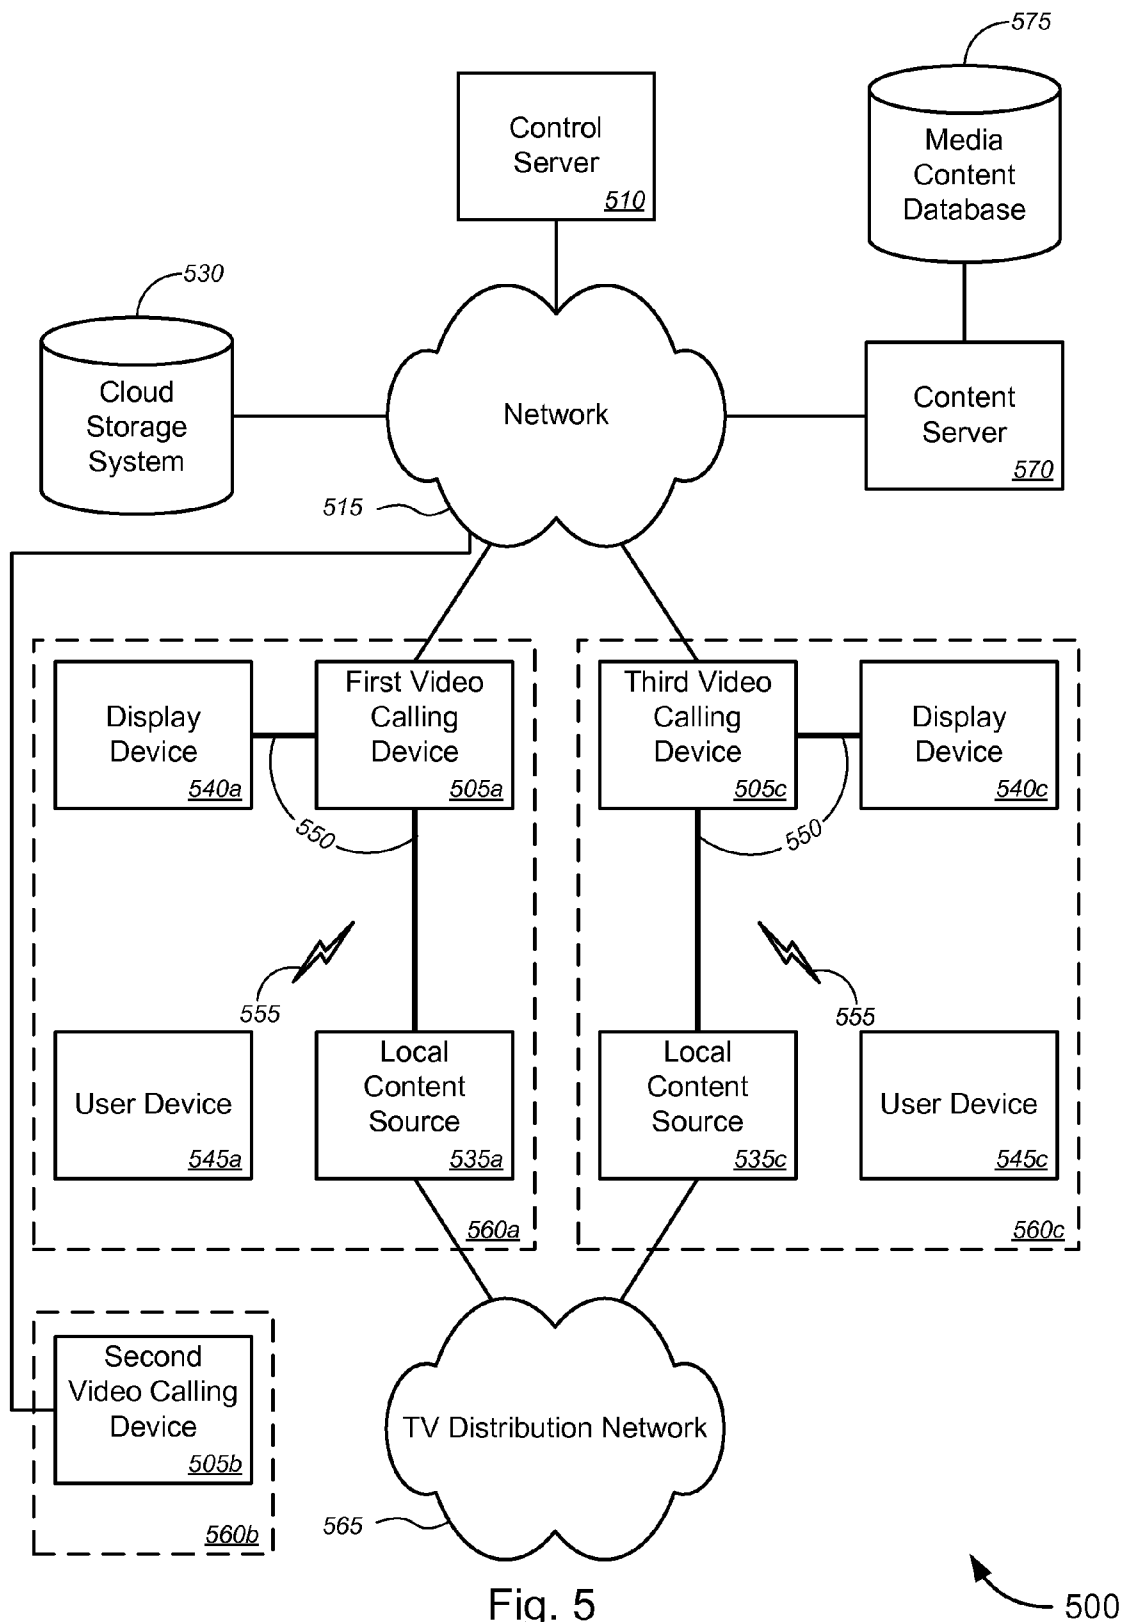 575
Control
Server
510
Media
Content
Database
530
Cloud
Storage
System
Network
Content
Server
570
515
Display
Device
540a
First Video
Calling
Device
505a
Third Video
Calling
Device
505c
Display
Device
540c
550
550
555
555
User Device
545a
Local
Content
Source
535a
Local
Content
Source
535c
User Device
545c
560a
560c
Second
Video Calling
Device
505b
560b
TV Distribution Network
565
Fig. 5
500